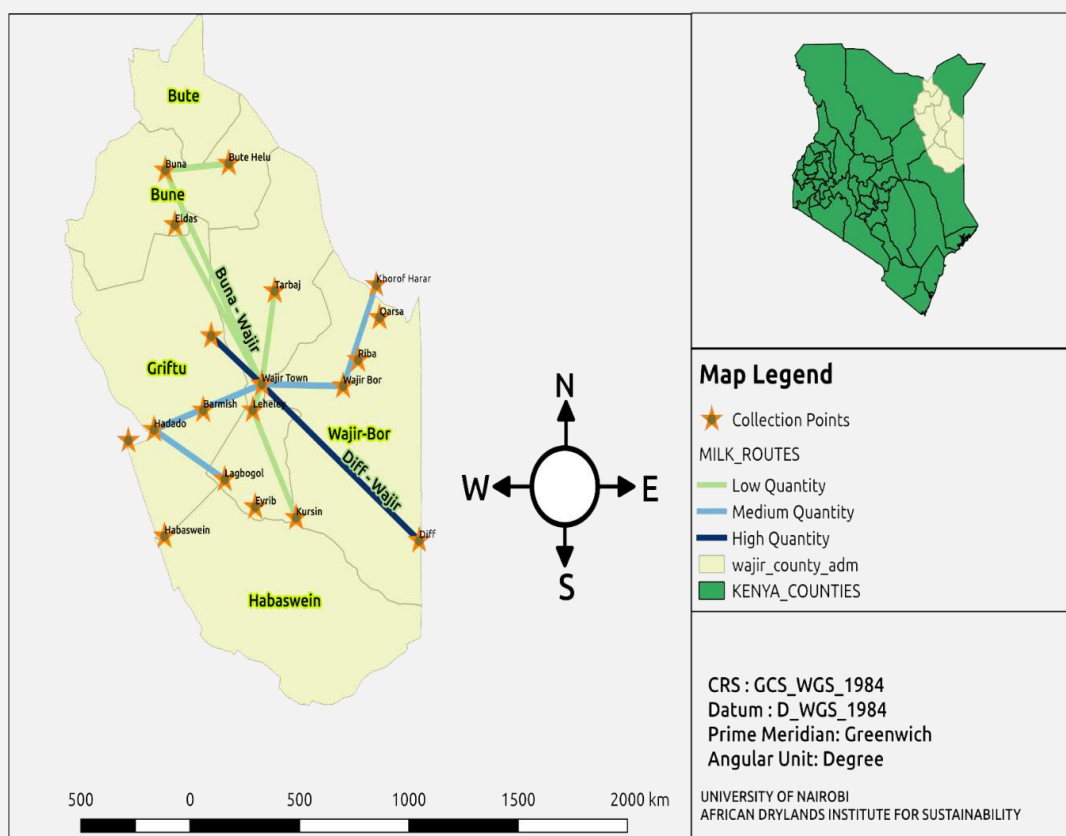 Bute
Buna
Bute Helu
Bune
Eldas
Buna - Wajir
Tarbaj
Khorof Harar
Qarsa
Riba
Griftu
Wajir Town
Wajir Bor
Barmish
Leheley
Hadado
Wajir-Bor
Diff - Wajir
Lagbogol
Eyrib
Kursin
Habaswein
Diff
Habaswein
N
W
E
S
500 0 500 1000 1500 2000 km
Map Legend
Collection Points
MILK_ROUTES
Low Quantity
Medium Quantity
High Quantity
wajir_county_adm
KENYA_COUNTIES
CRS : GCS_WGS_1984
Datum : D_WGS_1984
Prime Meridian: Greenwich
Angular Unit: Degree
UNIVERSITY OF NAIROBI
AFRICAN DRYLANDS INSTITUTE FOR SUSTAINABILITY